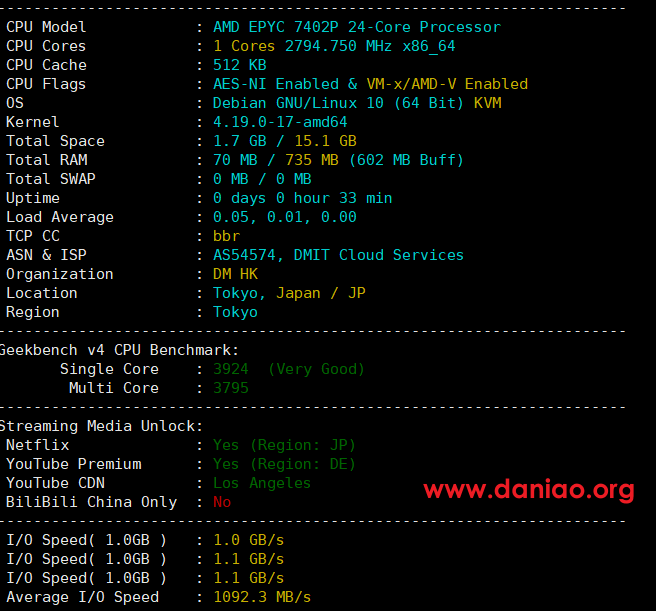 ----------------------------------------------------------------------
CPU Model : AMD EPYC 7402P 24-Core Processor
CPU Cores : 1 Cores 2794.750 MHz x86_64
CPU Cache : 512 KB
CPU Flags : AES-NI Enabled & VM-x/AMD-V Enabled
OS : Debian GNU/Linux 10 (64 Bit) KVM
Kernel : 4.19.0-17-amd64
Total Space : 1.7 GB / 15.1 GB
Total RAM : 70 MB / 735 MB (602 MB Buff)
Total SWAP : 0 MB / 0 MB
Uptime : 0 days 0 hour 33 min
Load Average : 0.05, 0.01, 0.00
TCP CC : bbr
ASN & ISP : AS54574, DMIT Cloud Services
Organization : DM HK
Location : Tokyo, Japan / JP
Region : Tokyo
----------------------------------------------------------------------
Geekbench v4 CPU Benchmark:
Single Core : 3924 (Very Good)
Multi Core : 3795
----------------------------------------------------------------------
Streaming Media Unlock:
Netflix : Yes (Region: JP)
YouTube Premium : Yes (Region: DE)
YouTube CDN : Los Angeles
BiliBili China Only : No
www.daniao.org
----------------------------------------------------------------------
I/O Speed( 1.0GB ) : 1.0 GB/s
I/O Speed( 1.0GB ) : 1.1 GB/s
I/O Speed( 1.0GB ) : 1.1 GB/s
Average I/O Speed : 1092.3 MB/s